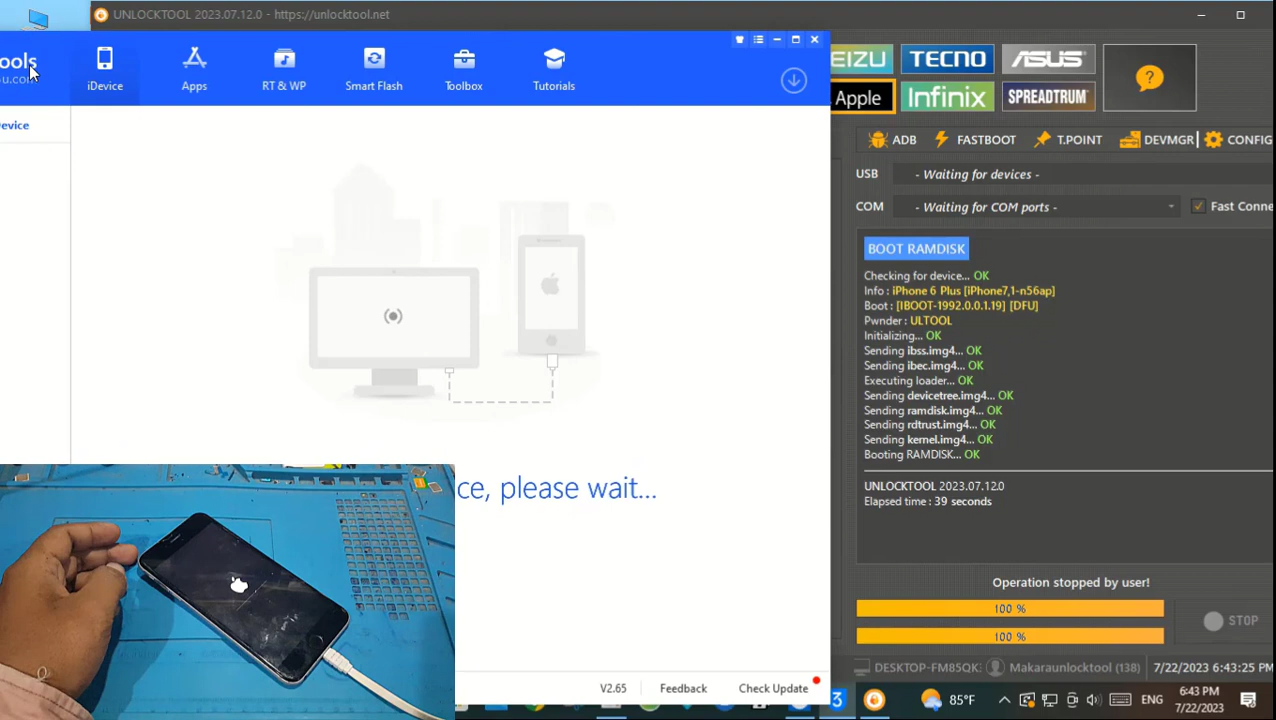 UNLOCKTOOL 2023.07.12.0 - https://unlocktool.net
ools
iDevice
Apps
RT & WP
Smart Flash
Toolbox
Tutorials
evice
ce, please wait...
V2.65
Feedback
Check Update
EIZU
TECNO
ASUS
Apple
Infinix
SPREADTRUM
?
ADB
FASTBOOT
T.POINT
DEVMGR
CONFIG
USB
- Waiting for devices -
COM
- Waiting for COM ports -
Fast Conne
BOOT RAMDISK
Checking for device... OK
Info : iPhone 6 Plus [iPhone7,1-n56ap]
Boot : [IBOOT-1992.0.0.1.19] [DFU]
Pwnder : ULTOOL
Initializing... OK
Sending ibss.img4... OK
Sending ibec.img4... OK
Executing loader... OK
Sending devicetree.img4... OK
Sending ramdisk.img4... OK
Sending rdtrust.img4... OK
Sending kernel.img4... OK
Booting RAMDISK... OK
UNLOCKTOOL 2023.07.12.0
Elapsed time : 39 seconds
Operation stopped by user!
100 %
100 %
STOP
DESKTOP-FM85QK
Makaraunlocktool (138)
7/22/2023 6:43:25 PM
3
85°F
ENG
6:43 PM
7/22/2023